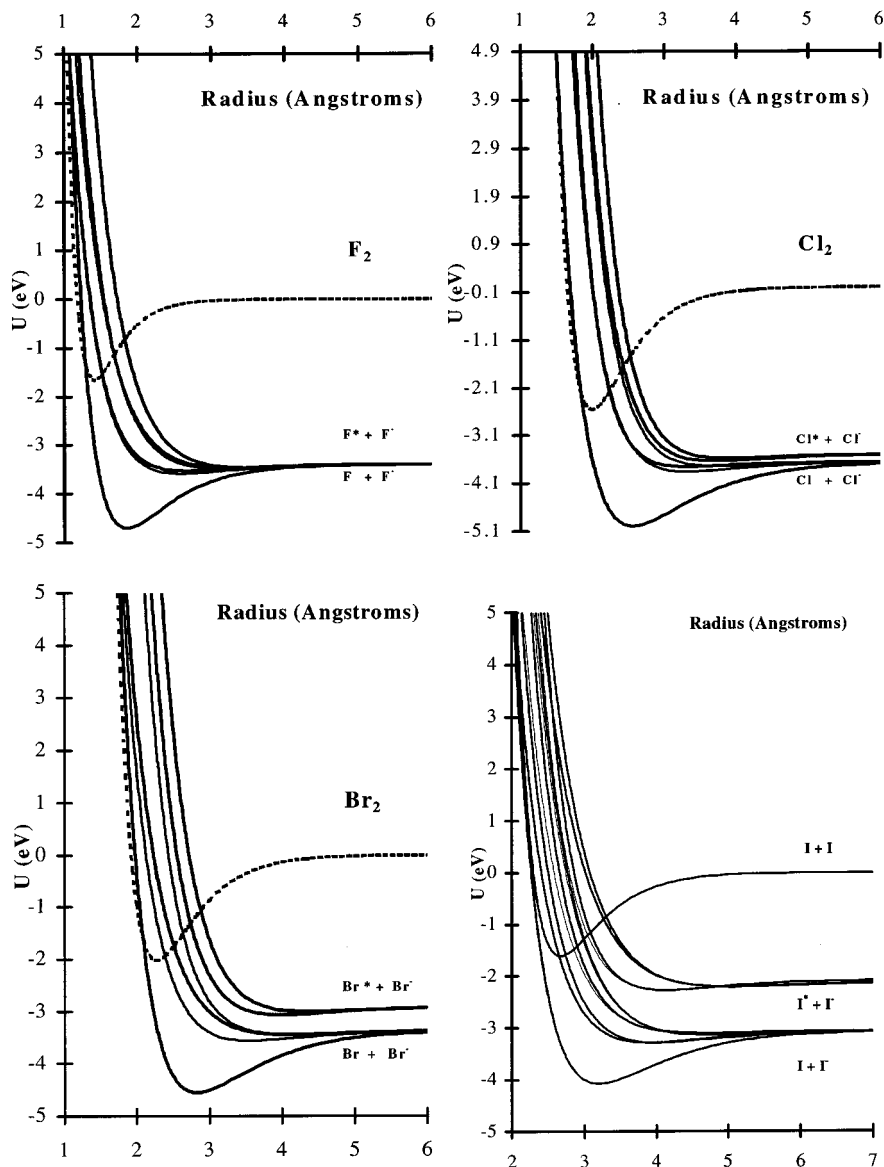 1 2 3 4 5 6
5
4
3
2
1
0
-1
-2
-3
-4
-5
U (eV)
Radius (Angstroms)
F2
F* + F-
F + F-
1 2 3 4 5 6
4.9
3.9
2.9
1.9
0.9
-0.1
-1.1
-2.1
-3.1
-4.1
-5.1
U (eV)
Radius (Angstroms)
Cl2
Cl* + Cl-
Cl + Cl-
5
4
3
2
1
0
-1
-2
-3
-4
-5
U (eV)
Radius (Angstroms)
Br2
Br* + Br-
Br + Br-
1 2 3 4 5 6
5
4
3
2
1
0
-1
-2
-3
-4
-5
U (eV)
Radius (Angstroms)
I + I
I* + I-
I + I-
2 3 4 5 6 7